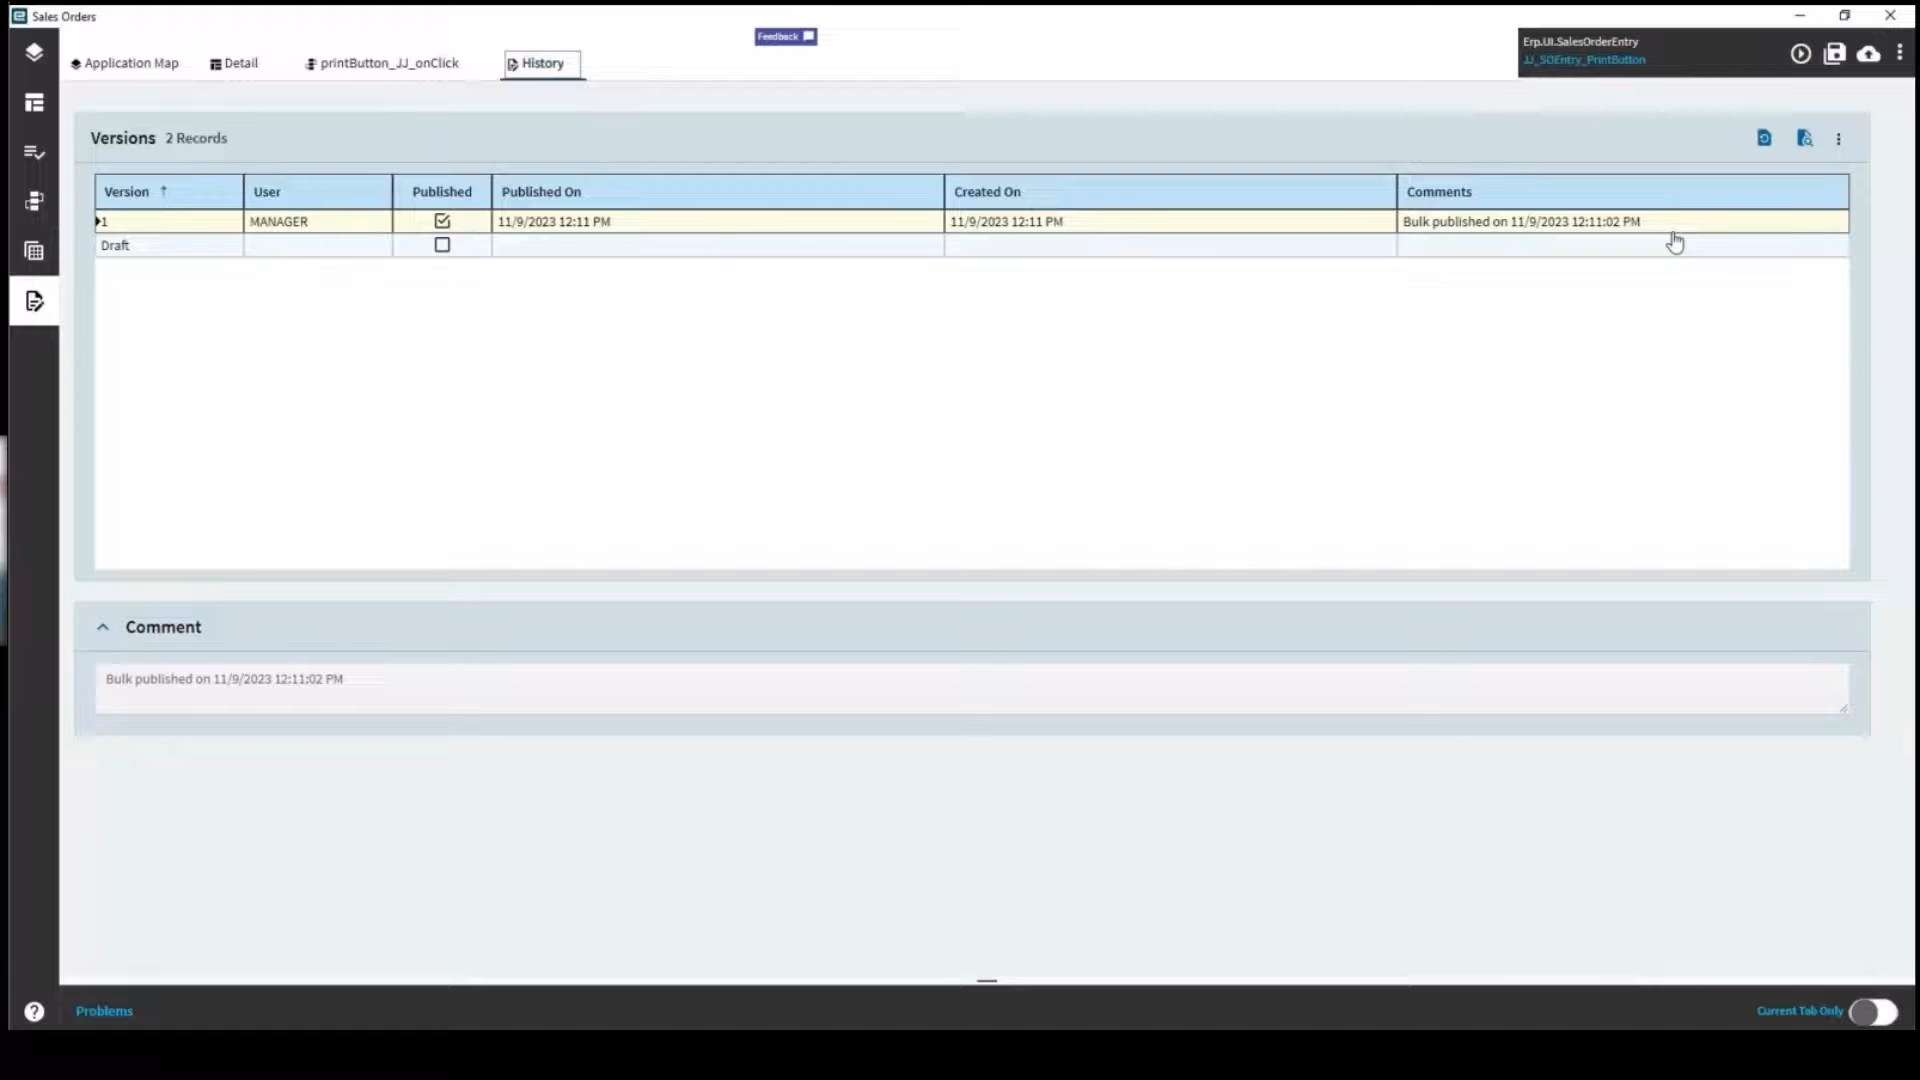 Sales Orders
Feedback
Erp.UI.SalesOrderEntry
JJ_SOEntry_PrintButton
Application Map Detail printButton_JJ_onClick History
Versions 2 Records
Version User Published Published On Created On Comments
1 MANAGER 11/9/2023 12:11 PM 11/9/2023 12:11 PM Bulk published on 11/9/2023 12:11:02 PM
Draft
Comment
Bulk published on 11/9/2023 12:11:02 PM
Problems
Current Tab Only